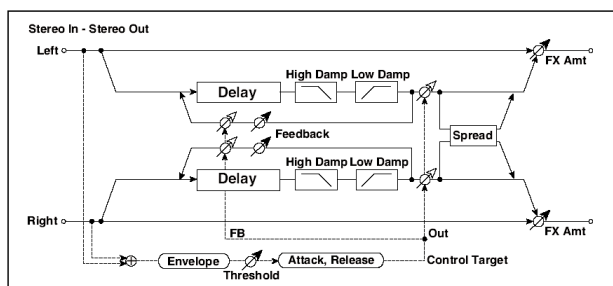 Stereo In - Stereo Out
Left
FX Amt
High Damp Low Damp
Delay
Feedback
Spread
High Damp Low Damp
Delay
Right
FB
Out
FX Amt
Envelope
Threshold
Attack, Release
Control Target